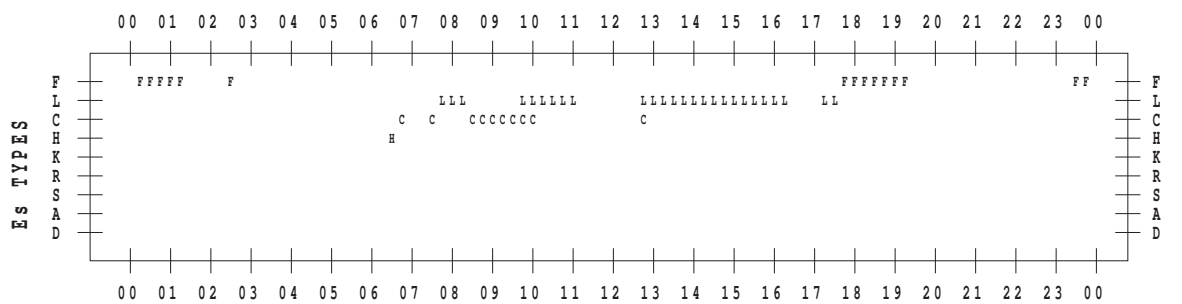 00 01 02 03 04 05 06 07 08 09 10 11 12 13 14 15 16 17 18 19 20 21 22 23 00
Es TYPES
F FFFFF F FFFFFFF FF F
L LLL LLLLLL LLLLLLLLLLLLLLL LL L
C C C CCCCCCC C C
H H H
K K
R R
S S
A A
D D
00 01 02 03 04 05 06 07 08 09 10 11 12 13 14 15 16 17 18 19 20 21 22 23 00